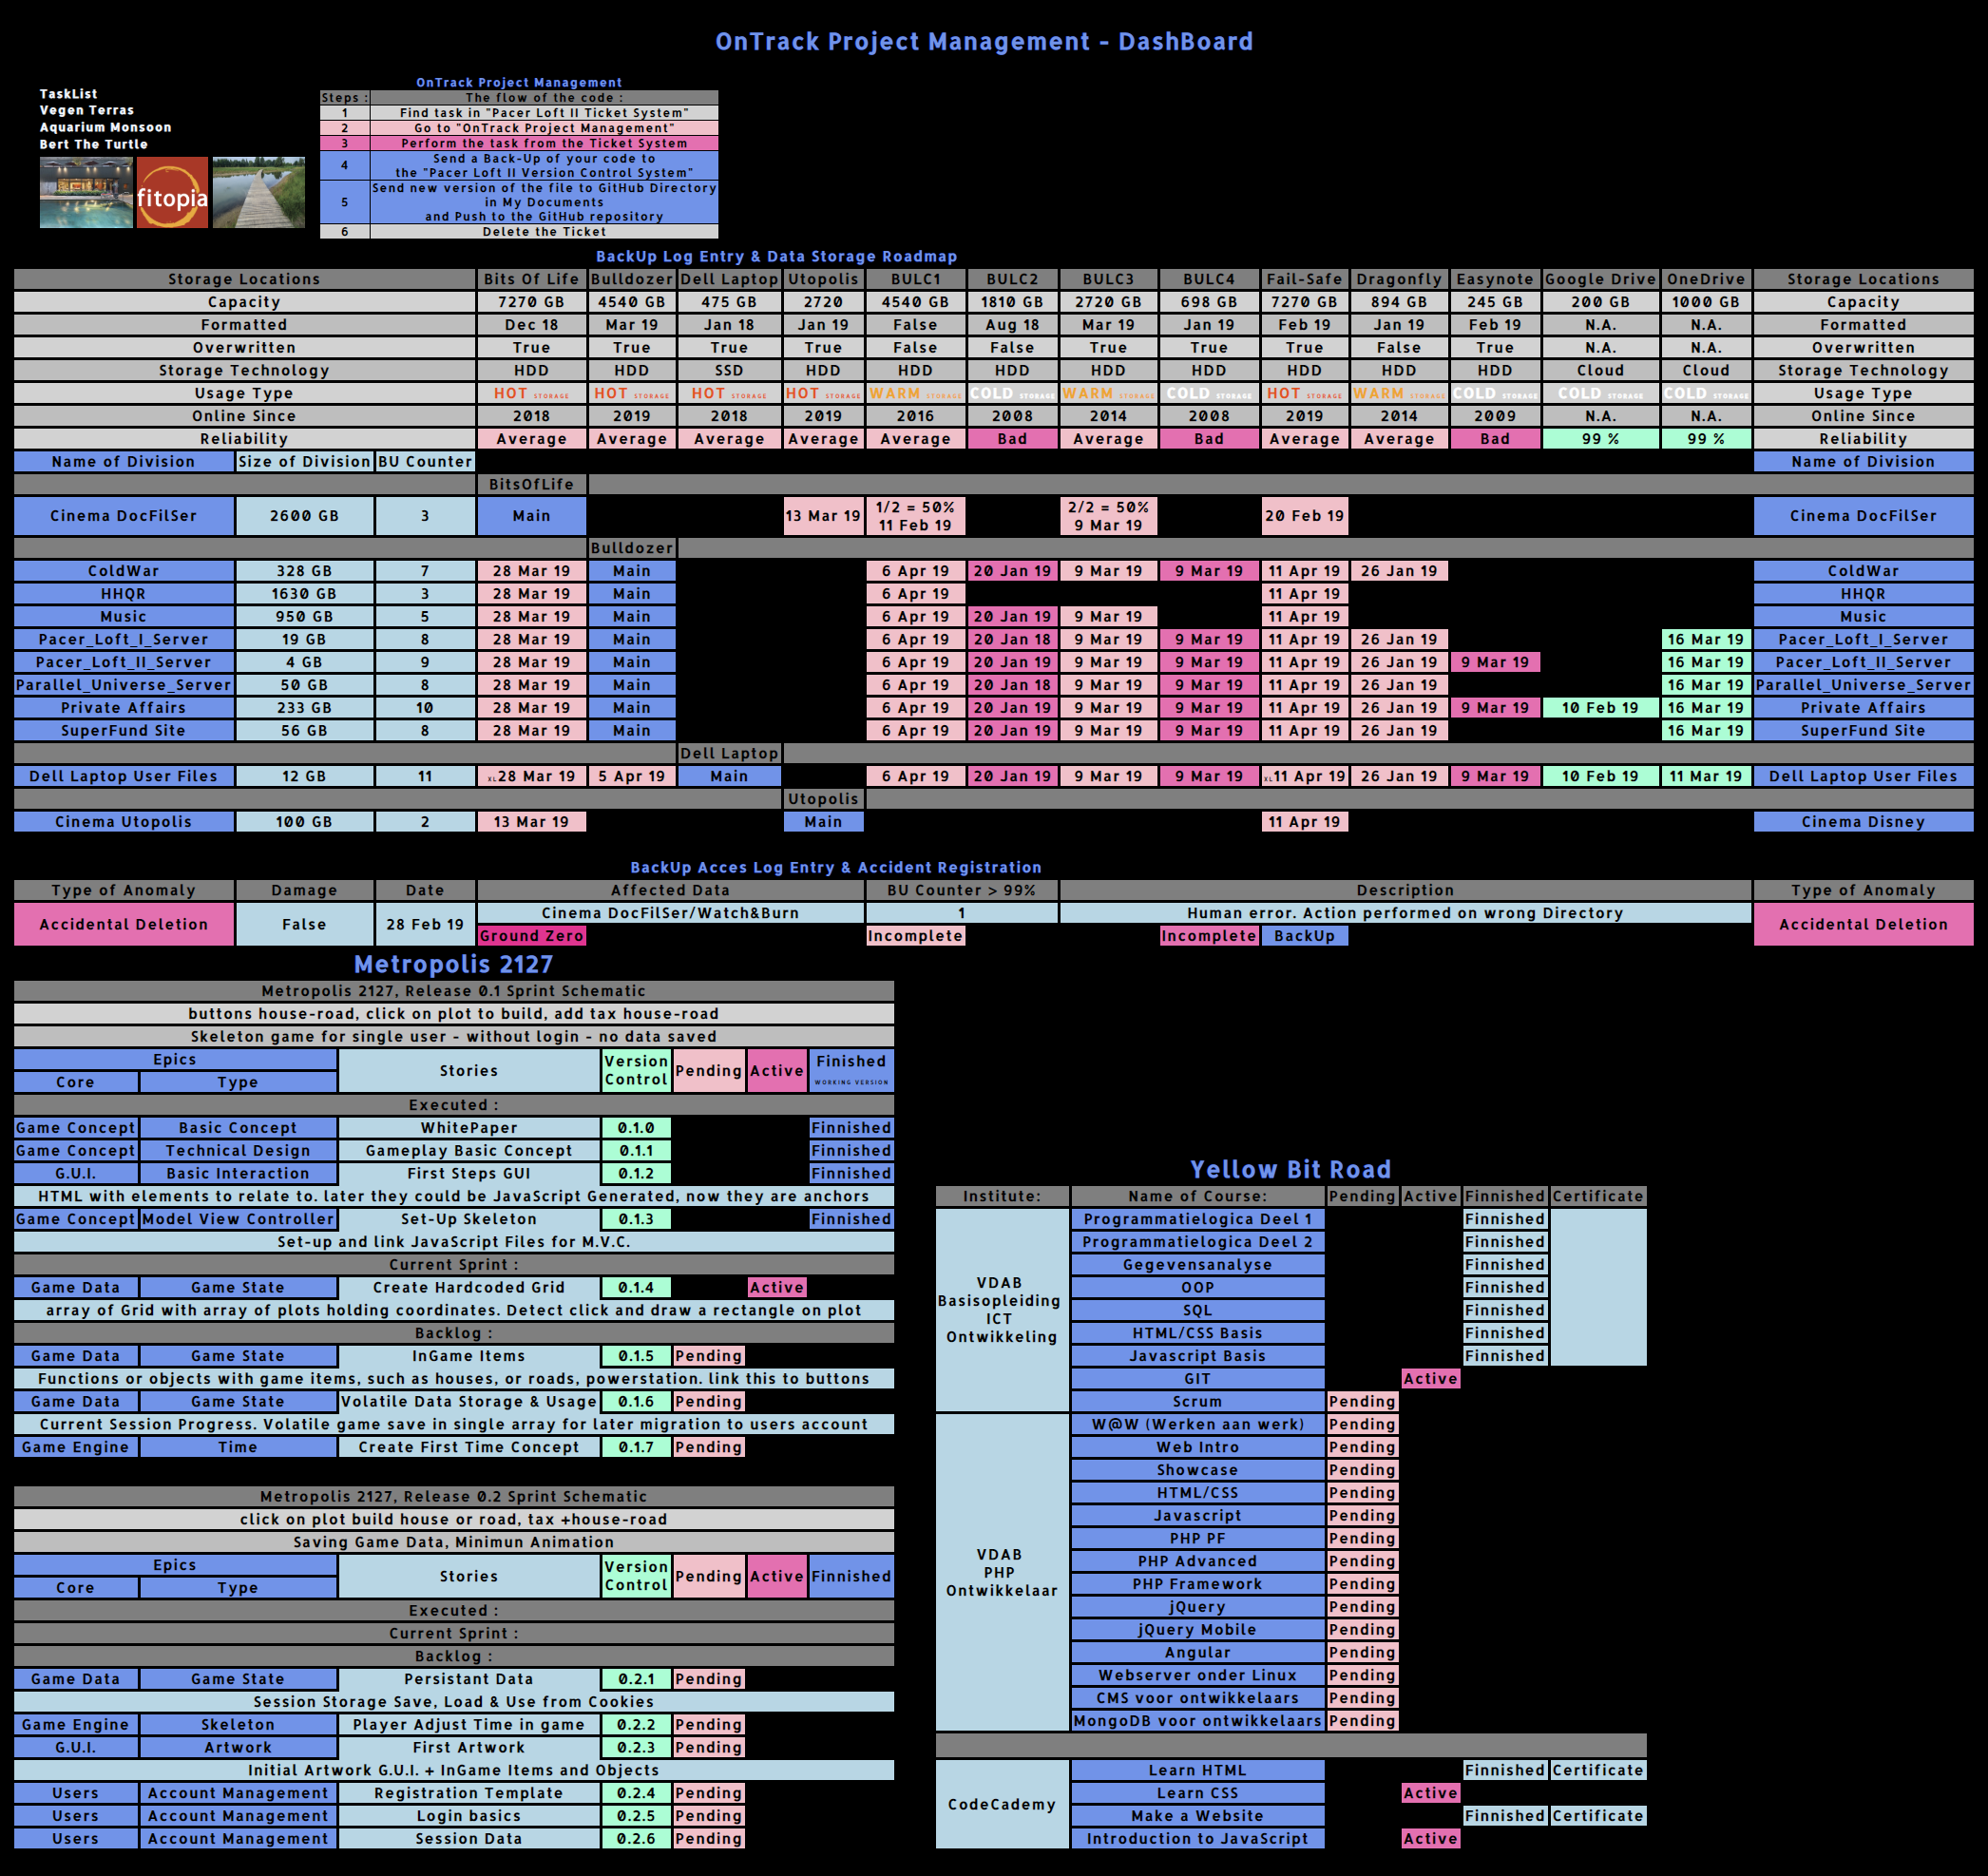 OnTrack Project Management - DashBoard
TaskList
Vegen Terras
Aquarium Monsoon
Bert The Turtle
fitopia
OnTrack Project Management
Steps : The flow of the code :
1 Find task in "Pacer Loft II Ticket System"
2 Go to "OnTrack Project Management"
3 Perform the task from the Ticket System
4 Send a Back-Up of your code to
the "Pacer Loft II Version Control System"
5 Send new version of the file to GitHub Directory
in My Documents
and Push to the GitHub repository
6 Delete the Ticket
BackUp Log Entry & Data Storage Roadmap
Storage Locations Bits Of Life Bulldozer Dell Laptop Utopolis BULC1 BULC2 BULC3 BULC4 Fail-Safe Dragonfly Easynote Google Drive OneDrive Storage Locations
Capacity 7270 GB 4540 GB 475 GB 2720 4540 GB 1810 GB 2720 GB 698 GB 7270 GB 894 GB 245 GB 200 GB 1000 GB Capacity
Formatted Dec 18 Mar 19 Jan 18 Jan 19 False Aug 18 Mar 19 Jan 19 Feb 19 Jan 19 Feb 19 N.A. N.A. Formatted
Overwritten True True True True False False True True True False True N.A. N.A. Overwritten
Storage Technology HDD HDD SSD HDD HDD HDD HDD HDD HDD HDD HDD Cloud Cloud Storage Technology
Usage Type HOT STORAGE HOT STORAGE HOT STORAGE HOT STORAGE WARM STORAGE COLD STORAGE WARM STORAGE COLD STORAGE HOT STORAGE WARM STORAGE COLD STORAGE COLD STORAGE COLD STORAGE Usage Type
Online Since 2018 2019 2018 2019 2016 2008 2014 2008 2019 2014 2009 N.A. N.A. Online Since
Reliability Average Average Average Average Average Bad Average Bad Average Average Bad 99 % 99 % Reliability
Name of Division Size of Division BU Counter Name of Division
BitsOfLife
Cinema DocFilSer 2600 GB 3 Main 13 Mar 19 1/2 = 50% 11 Feb 19 2/2 = 50% 9 Mar 19 20 Feb 19 Cinema DocFilSer
Bulldozer
ColdWar 328 GB 7 28 Mar 19 Main 6 Apr 19 20 Jan 19 9 Mar 19 9 Mar 19 11 Apr 19 26 Jan 19 ColdWar
HHQR 1630 GB 3 28 Mar 19 Main 6 Apr 19 11 Apr 19 HHQR
Music 950 GB 5 28 Mar 19 Main 6 Apr 19 20 Jan 19 9 Mar 19 11 Apr 19 Music
Pacer_Loft_I_Server 19 GB 8 28 Mar 19 Main 6 Apr 19 20 Jan 18 9 Mar 19 9 Mar 19 11 Apr 19 26 Jan 19 16 Mar 19 Pacer_Loft_I_Server
Pacer_Loft_II_Server 4 GB 9 28 Mar 19 Main 6 Apr 19 20 Jan 19 9 Mar 19 9 Mar 19 11 Apr 19 26 Jan 19 9 Mar 19 16 Mar 19 Pacer_Loft_II_Server
Parallel_Universe_Server 50 GB 8 28 Mar 19 Main 6 Apr 19 20 Jan 18 9 Mar 19 9 Mar 19 11 Apr 19 26 Jan 19 16 Mar 19 Parallel_Universe_Server
Private Affairs 233 GB 10 28 Mar 19 Main 6 Apr 19 20 Jan 19 9 Mar 19 9 Mar 19 11 Apr 19 26 Jan 19 9 Mar 19 10 Feb 19 16 Mar 19 Private Affairs
SuperFund Site 56 GB 8 28 Mar 19 Main 6 Apr 19 20 Jan 19 9 Mar 19 9 Mar 19 11 Apr 19 26 Jan 19 16 Mar 19 SuperFund Site
Dell Laptop
Dell Laptop User Files 12 GB 11 XL 28 Mar 19 5 Apr 19 Main 6 Apr 19 20 Jan 19 9 Mar 19 9 Mar 19 XL 11 Apr 19 26 Jan 19 9 Mar 19 10 Feb 19 11 Mar 19 Dell Laptop User Files
Utopolis
Cinema Utopolis 100 GB 2 13 Mar 19 Main 11 Apr 19 Cinema Disney
BackUp Acces Log Entry & Accident Registration
Type of Anomaly Damage Date Affected Data BU Counter > 99% Description Type of Anomaly
Accidental Deletion False 28 Feb 19 Cinema DocFilSer/Watch&Burn 1 Human error. Action performed on wrong Directory Accidental Deletion
Ground Zero Incomplete Incomplete BackUp
Metropolis 2127
Metropolis 2127, Release 0.1 Sprint Schematic
buttons house-road, click on plot to build, add tax house-road
Skeleton game for single user - without login - no data saved
Epics Stories Version Control Pending Active Finished WORKING VERSION
Core Type
Executed :
Game Concept Basic Concept WhitePaper 0.1.0 Finnished
Game Concept Technical Design Gameplay Basic Concept 0.1.1 Finnished
G.U.I. Basic Interaction First Steps GUI 0.1.2 Finnished
HTML with elements to relate to. later they could be JavaScript Generated, now they are anchors
Game Concept Model View Controller Set-Up Skeleton 0.1.3 Finnished
Set-up and link JavaScript Files for M.V.C.
Current Sprint :
Game Data Game State Create Hardcoded Grid 0.1.4 Active
array of Grid with array of plots holding coordinates. Detect click and draw a rectangle on plot
Backlog :
Game Data Game State InGame Items 0.1.5 Pending
Functions or objects with game items, such as houses, or roads, powerstation. link this to buttons
Game Data Game State Volatile Data Storage & Usage 0.1.6 Pending
Current Session Progress. Volatile game save in single array for later migration to users account
Game Engine Time Create First Time Concept 0.1.7 Pending
Metropolis 2127, Release 0.2 Sprint Schematic
click on plot build house or road, tax +house-road
Saving Game Data, Minimun Animation
Epics Stories Version Control Pending Active Finnished
Core Type
Executed :
Current Sprint :
Backlog :
Game Data Game State Persistant Data 0.2.1 Pending
Session Storage Save, Load & Use from Cookies
Game Engine Skeleton Player Adjust Time in game 0.2.2 Pending
G.U.I. Artwork First Artwork 0.2.3 Pending
Initial Artwork G.U.I. + InGame Items and Objects
Users Account Management Registration Template 0.2.4 Pending
Users Account Management Login basics 0.2.5 Pending
Users Account Management Session Data 0.2.6 Pending
Yellow Bit Road
Institute: Name of Course: Pending Active Finnished Certificate
VDAB
Basisopleiding
ICT
Ontwikkeling
Programmatielogica Deel 1 Finnished
Programmatielogica Deel 2 Finnished
Gegevensanalyse Finnished
OOP Finnished
SQL Finnished
HTML/CSS Basis Finnished
Javascript Basis Finnished
GIT Active
Scrum Pending
VDAB
PHP
Ontwikkelaar
W@W (Werken aan werk) Pending
Web Intro Pending
Showcase Pending
HTML/CSS Pending
Javascript Pending
PHP PF Pending
PHP Advanced Pending
PHP Framework Pending
jQuery Pending
jQuery Mobile Pending
Angular Pending
Webserver onder Linux Pending
CMS voor ontwikkelaars Pending
MongoDB voor ontwikkelaars Pending
CodeCademy
Learn HTML Finnished Certificate
Learn CSS Active
Make a Website Finnished Certificate
Introduction to JavaScript Active